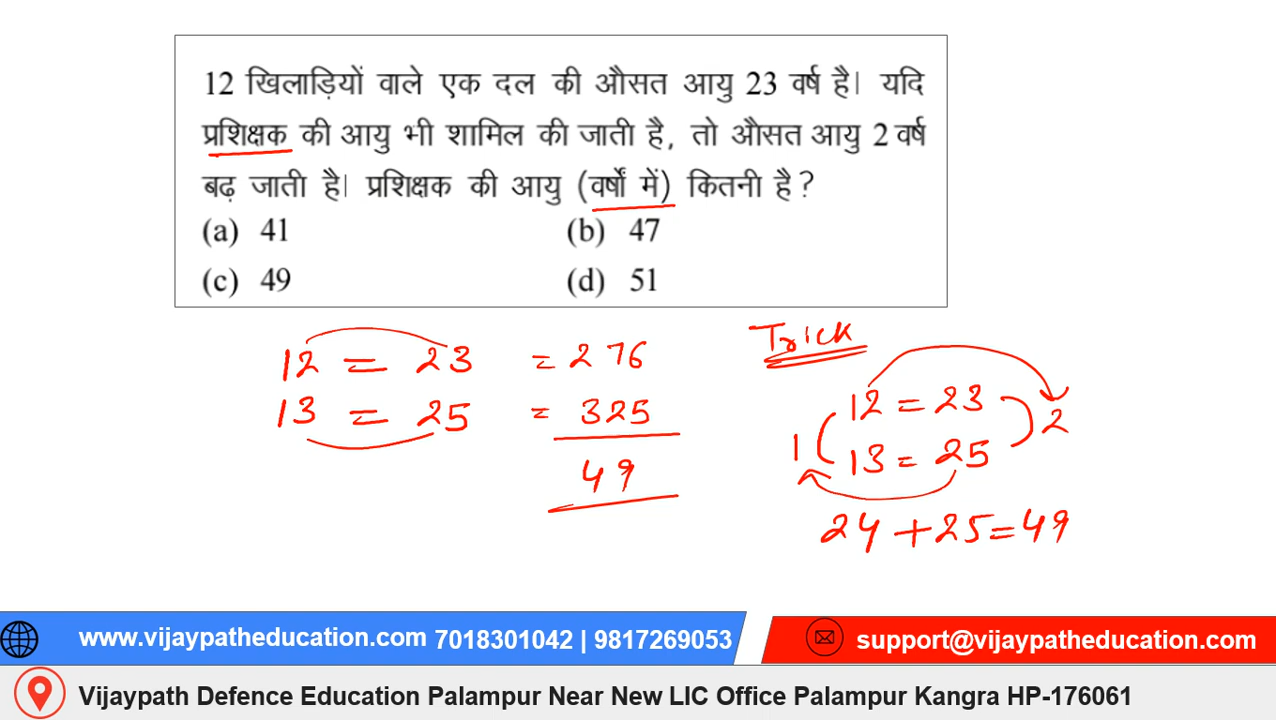 12 खिलाड़ियों वाले एक दल की औसत आयु 23 वर्ष है। यदि
प्रशिक्षक की आयु भी शामिल की जाती है, तो औसत आयु 2 वर्ष
बढ़ जाती है। प्रशिक्षक की आयु (वर्षों में) कितनी है?
(a) 41 (b) 47
(c) 49 (d) 51
12 = 23 = 276
13 = 25 = 325
49
Trick
12 = 23
2
1
13 = 25
24 + 25 = 49
www.vijaypatheducation.com 7018301042 | 9817269053 support@vijaypatheducation.com
Vijaypath Defence Education Palampur Near New LIC Office Palampur Kangra HP-176061